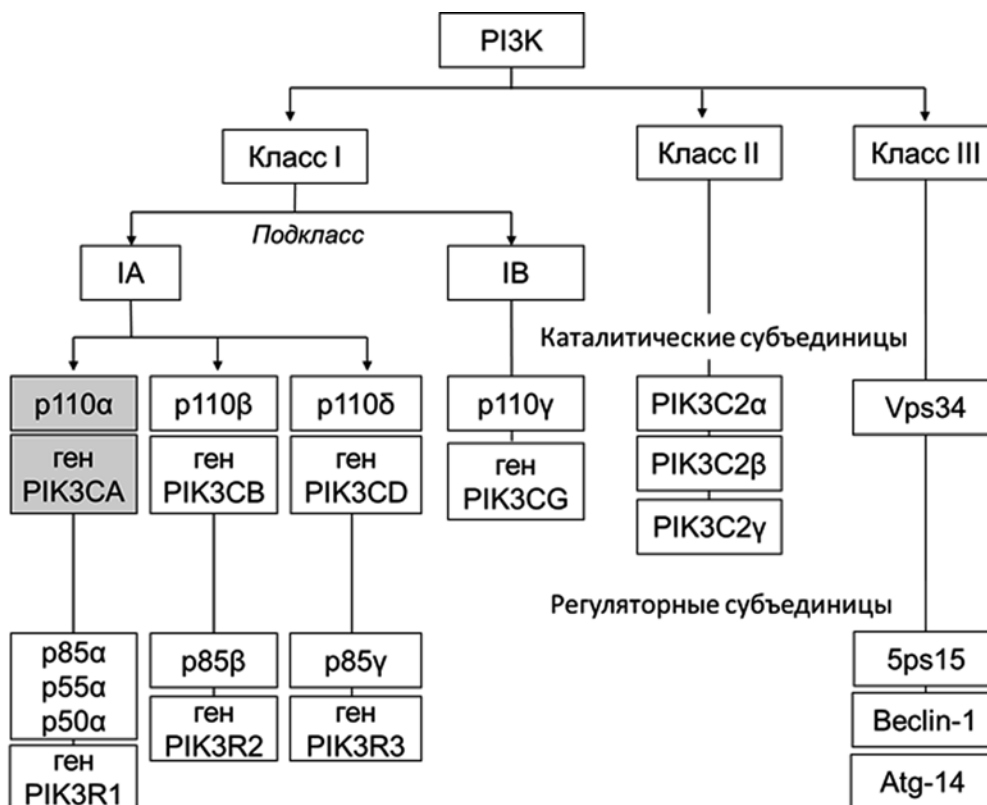 PI3K
Класс I
Класс II
Класс III
Подкласс
IA
IB
Каталитические субъединицы
p110α
p110β
p110δ
p110γ
PIK3C2α
Vps34
ген
PIK3CA
ген
PIK3CB
ген
PIK3CD
ген
PIK3CG
PIK3C2β
PIK3C2γ
Регуляторные субъединицы
p85α
p55α
p50α
p85β
p85γ
5ps15
ген
PIK3R1
ген
PIK3R2
ген
PIK3R3
Beclin-1
Atg-14